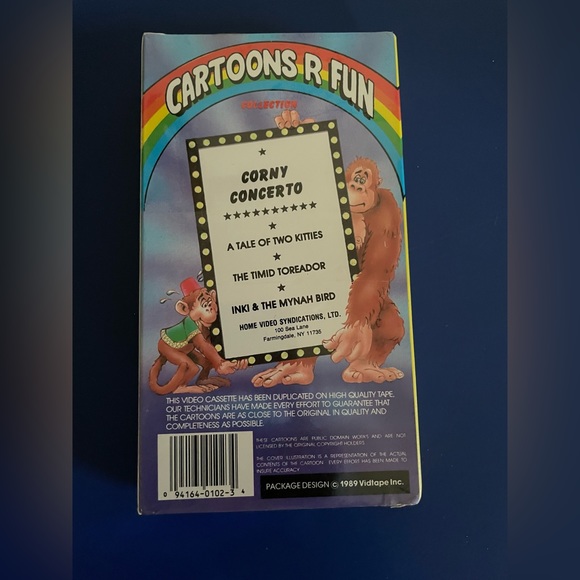 CARTOONS R FUN
COLLECTION
CORNY
CONCERTO
A TALE OF TWO KITTIES
THE TIMID TOREADOR
INKI & THE MYNAH BIRD
HOME VIDEO SYNDICATIONS, LTD.
100 Sea Lane
Farmingdale, NY 11735
THIS VIDEO CASSETTE HAS BEEN DUPLICATED ON HIGH QUALITY TAPE.
OUR TECHNICIANS HAVE MADE EVERY EFFORT TO GUARANTEE THAT
THE CARTOONS ARE AS CLOSE TO THE ORIGINAL IN QUALITY AND
COMPLETENESS AS POSSIBLE.
THESE CARTOONS ARE PUBLIC DOMAIN WORKS AND ARE NOT
LICENSED BY THE ORIGINAL COPYRIGHT HOLDERS
THE COVER ILLUSTRATION IS A REPRESENTATION OF THE ACTUAL
CONTENTS OF THE CARTOON. EVERY EFFORT HAS BEEN MADE TO
INSURE ACCURACY
0 94164-0102-3 4
PACKAGE DESIGN © 1989 Vidtape Inc.